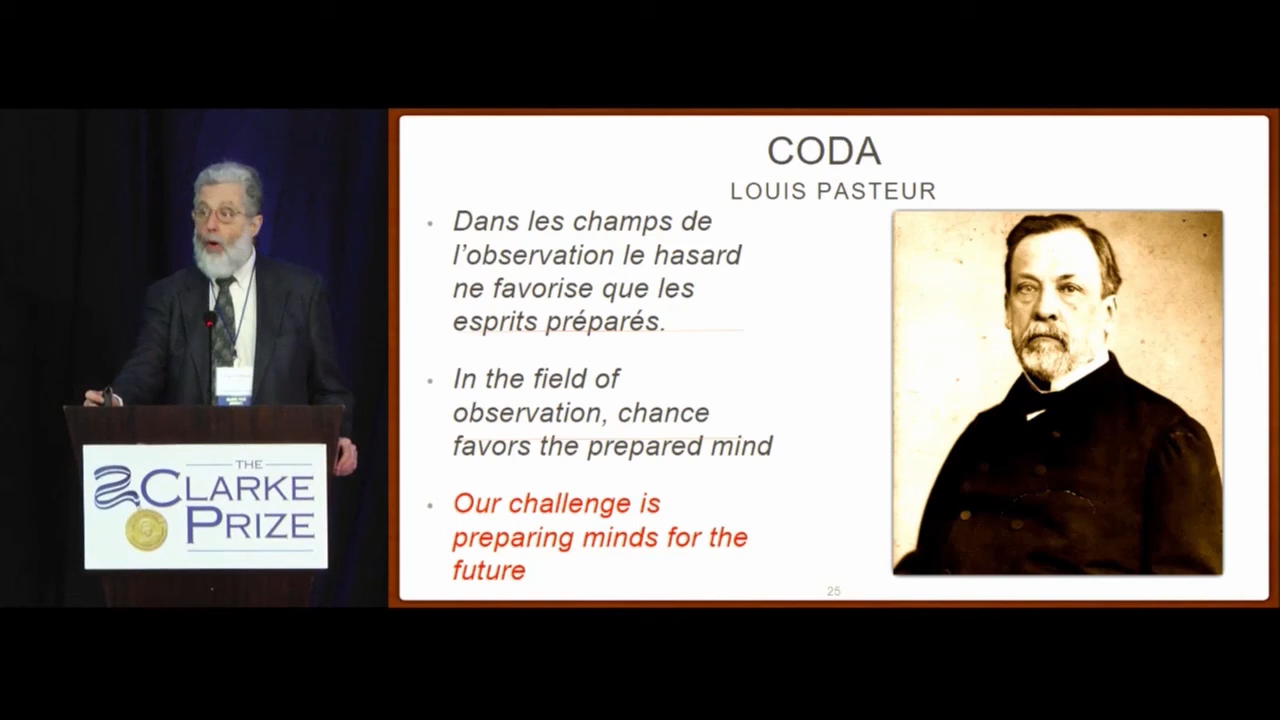 CODA
LOUIS PASTEUR
Dans les champs de
l'observation le hasard
ne favorise que les
esprits préparés.
In the field of
observation, chance
favors the prepared mind
Our challenge is
preparing minds for the
future
25
THE
CLARKE
PRIZE